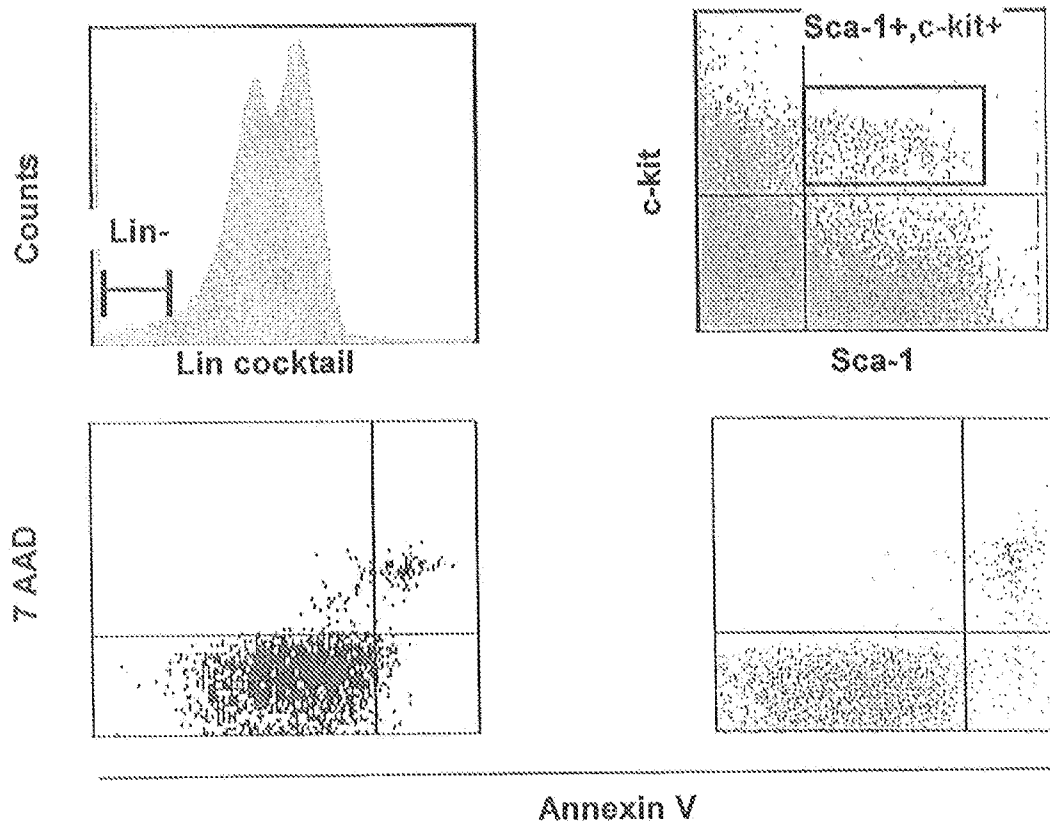 Sca-1+,c-kit+
Counts
c-kit
Lin-
Lin cocktail
Sca-1
7 AAD
Annexin V